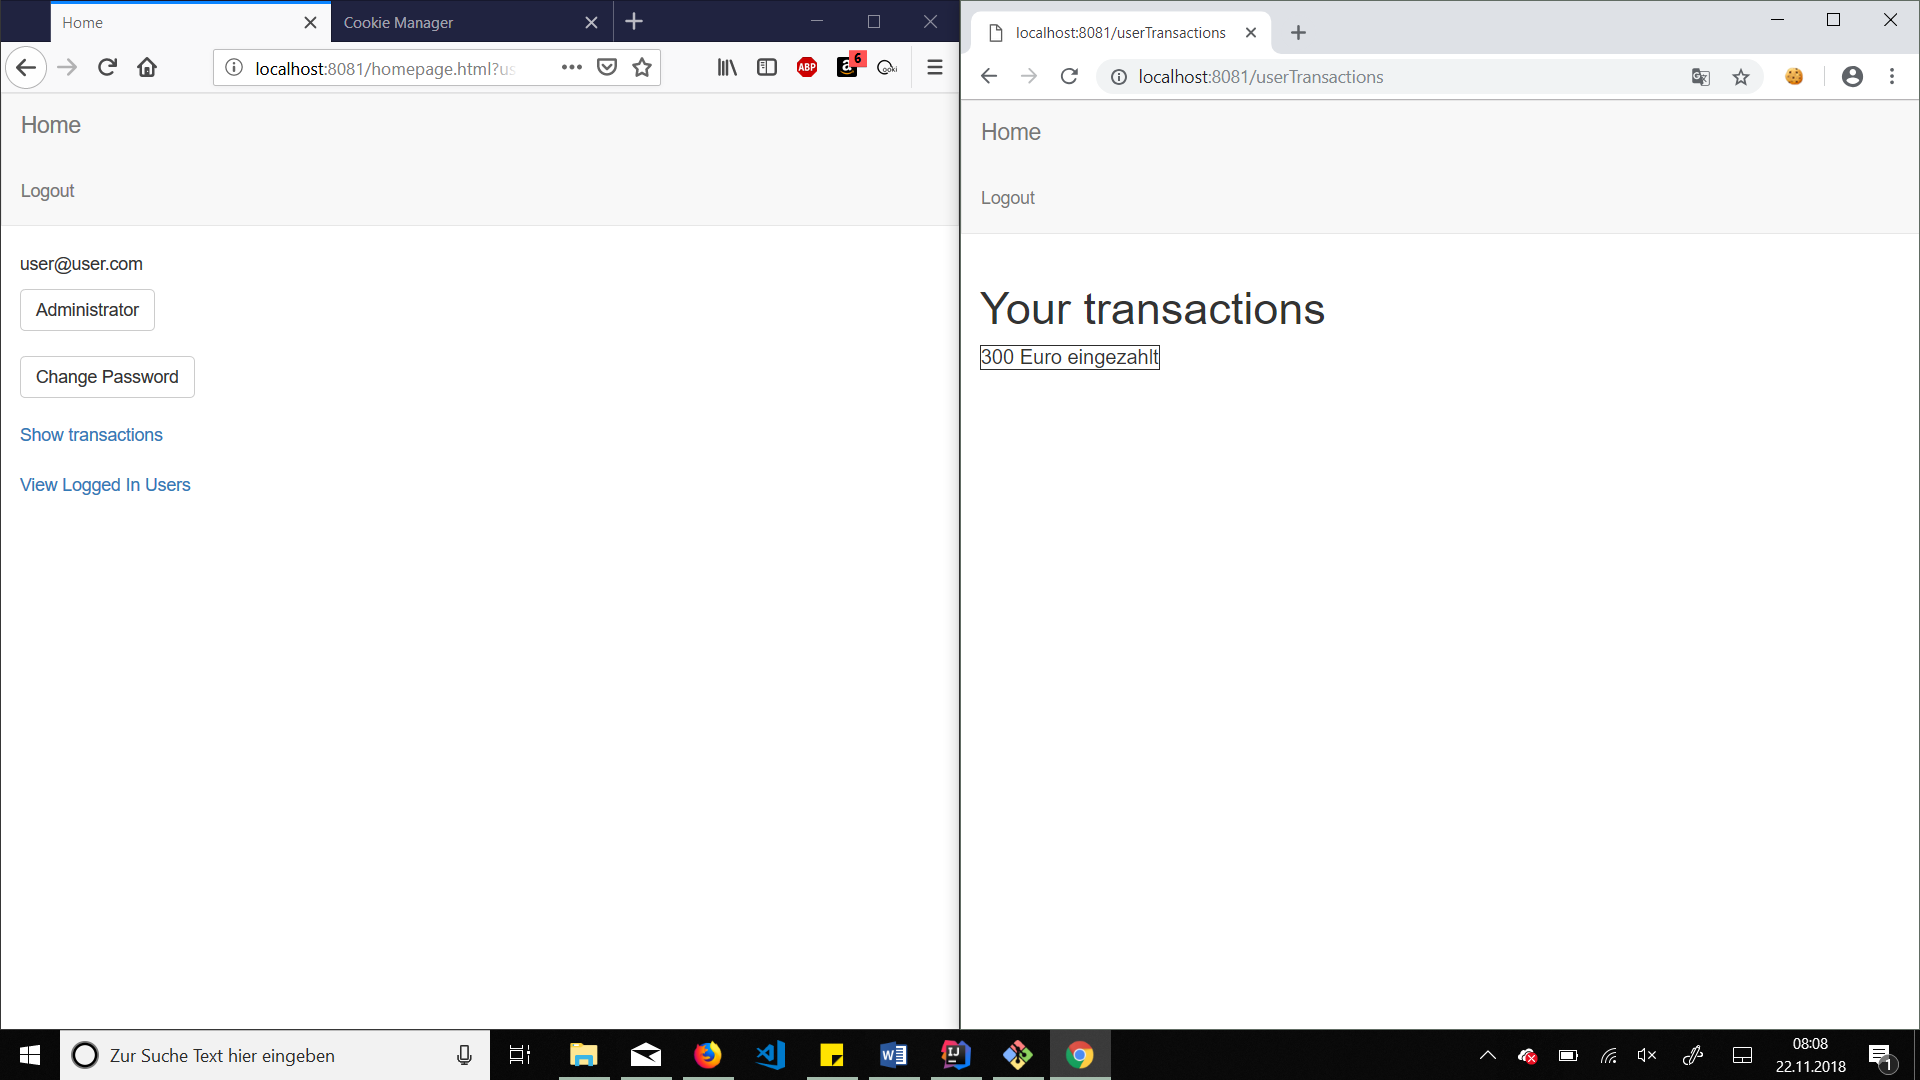 Home
Cookie Manager
localhost:8081/homepage.html?us
ABP
6
Home
Logout
user@user.com
Administrator
Change Password
Show transactions
View Logged In Users
localhost:8081/userTransactions
localhost:8081/userTransactions
Home
Logout
Your transactions
300 Euro eingezahlt
Zur Suche Text hier eingeben
08:08
22.11.2018
1